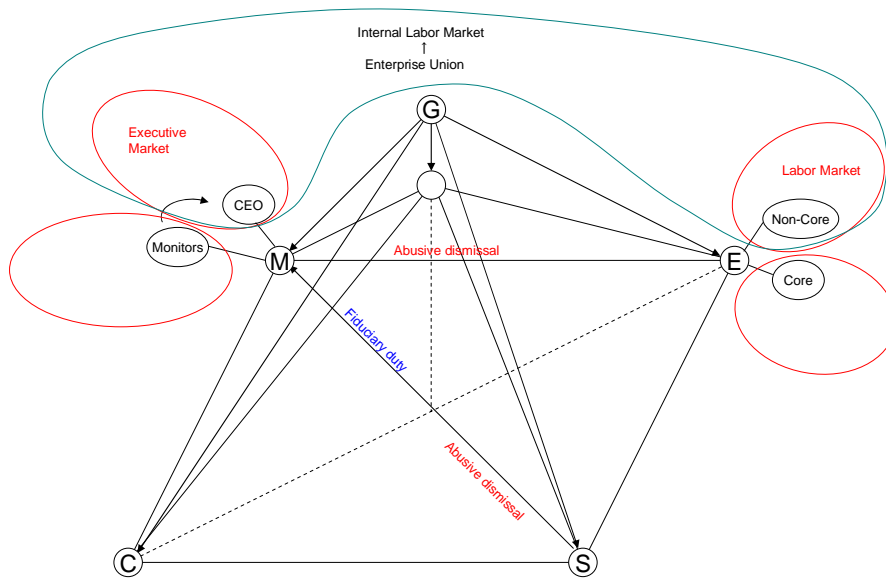 Internal Labor Market
↑
Enterprise Union
G
Executive
Market
Labor Market
CEO
Non-Core
Monitors
Abusive dismissal
M
E
Core
Fiduciary duty
Abusive dismissal
C
S